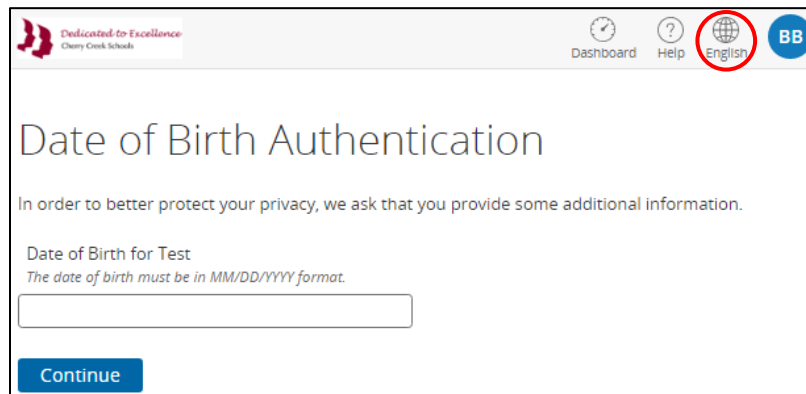 Dedicated to Excellence
Cherry Creek Schools
Dashboard
Help
English
BB
Date of Birth Authentication
In order to better protect your privacy, we ask that you provide some additional information.
Date of Birth for Test
The date of birth must be in MM/DD/YYYY format.
Continue